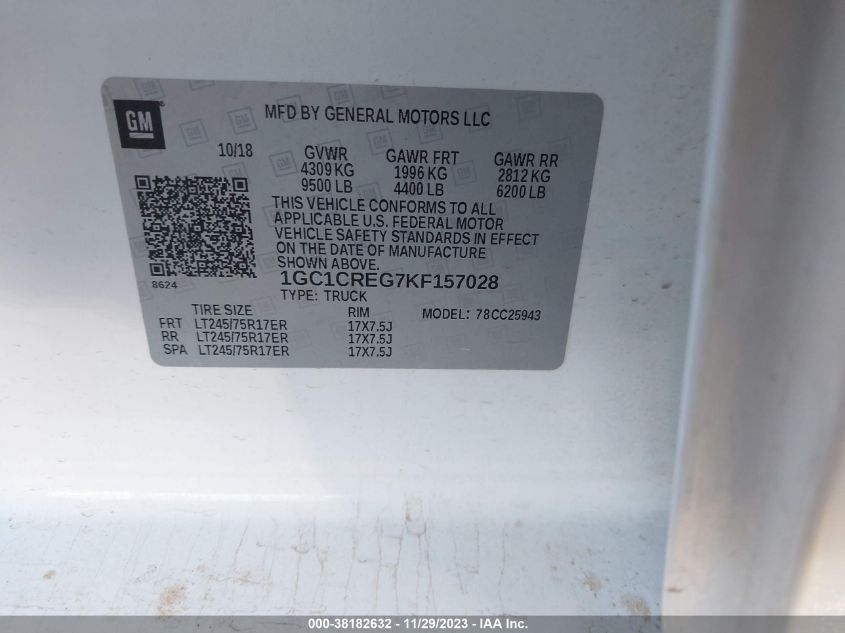 GM
MFD BY GENERAL MOTORS LLC
10/18
GVWR GAWR FRT GAWR RR
4309 KG 1996 KG 2812 KG
9500 LB 4400 LB 6200 LB
THIS VEHICLE CONFORMS TO ALL
APPLICABLE U.S. FEDERAL MOTOR
VEHICLE SAFETY STANDARDS IN EFFECT
ON THE DATE OF MANUFACTURE
SHOWN ABOVE.
8624
1GC1CREG7KF157028
TYPE: TRUCK
TIRE SIZE RIM MODEL: 78CC25943
FRT LT245/75R17ER 17X7.5J
RR LT245/75R17ER 17X7.5J
SPA LT245/75R17ER 17X7.5J
000-38182632 - 11/29/2023 - IAA Inc.